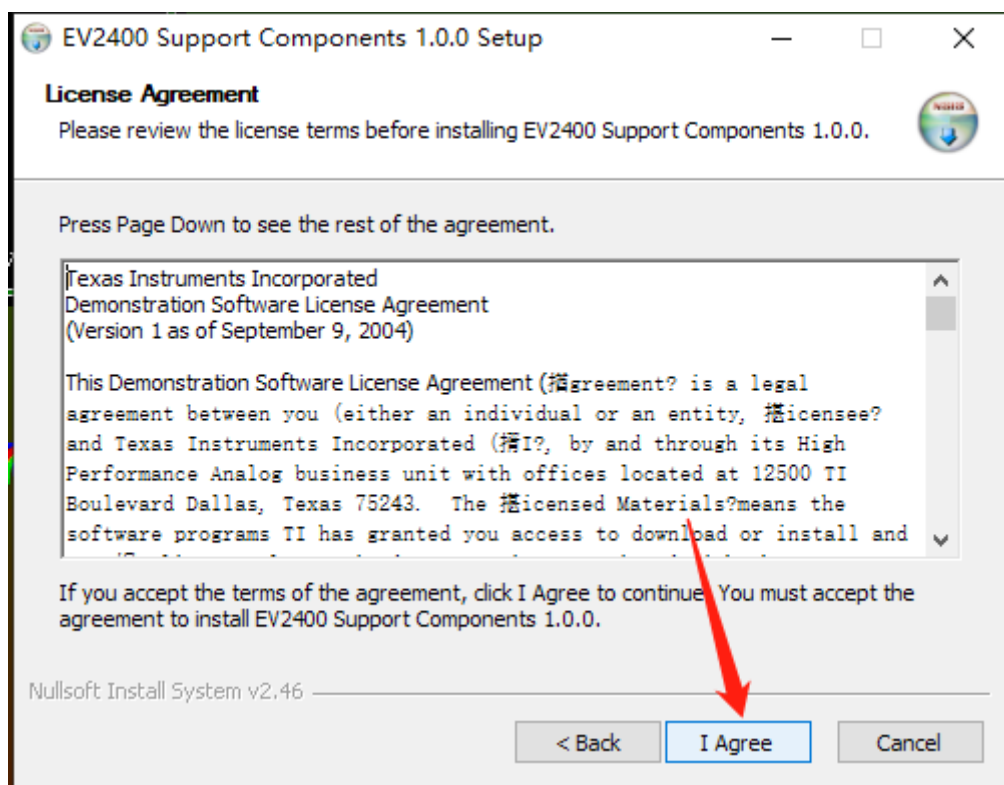 EV2400 Support Components 1.0.0 Setup
License Agreement
Please review the license terms before installing EV2400 Support Components 1.0.0.
Press Page Down to see the rest of the agreement.
Texas Instruments Incorporated
Demonstration Software License Agreement
(Version 1 as of September 9, 2004)
This Demonstration Software License Agreement (揂greement? is a legal
agreement between you (either an individual or an entity, 揕icensee?
and Texas Instruments Incorporated (揟I?, by and through its High
Performance Analog business unit with offices located at 12500 TI
Boulevard Dallas, Texas 75243.  The 揕icensed Materials?means the
software programs TI has granted you access to download or install and
If you accept the terms of the agreement, click I Agree to continue. You must accept the
agreement to install EV2400 Support Components 1.0.0.
Nullsoft Install System v2.46
< Back
I Agree
Cancel